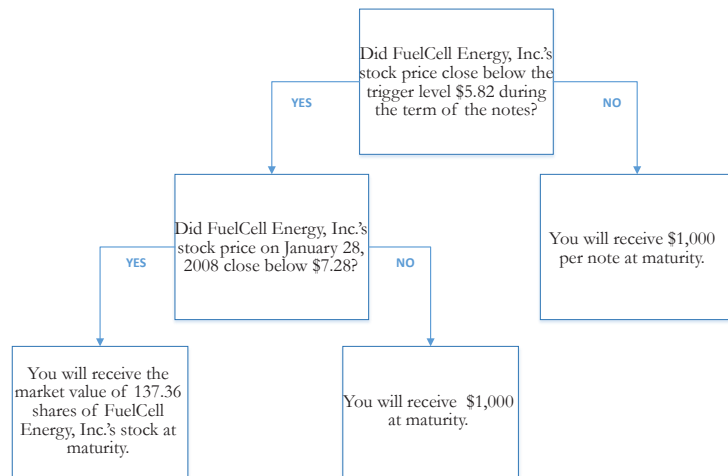 Did FuelCell Energy, Inc.'s
stock price close below the
trigger level $5.82 during
the term of the notes?
YES
NO
Did FuelCell Energy, Inc.'s
stock price on January 28,
2008 close below $7.28?
You will receive $1,000
per note at maturity.
YES
NO
You will receive the
market value of 137.36
shares of FuelCell
Energy, Inc.'s stock at
maturity.
You will receive $1,000
at maturity.